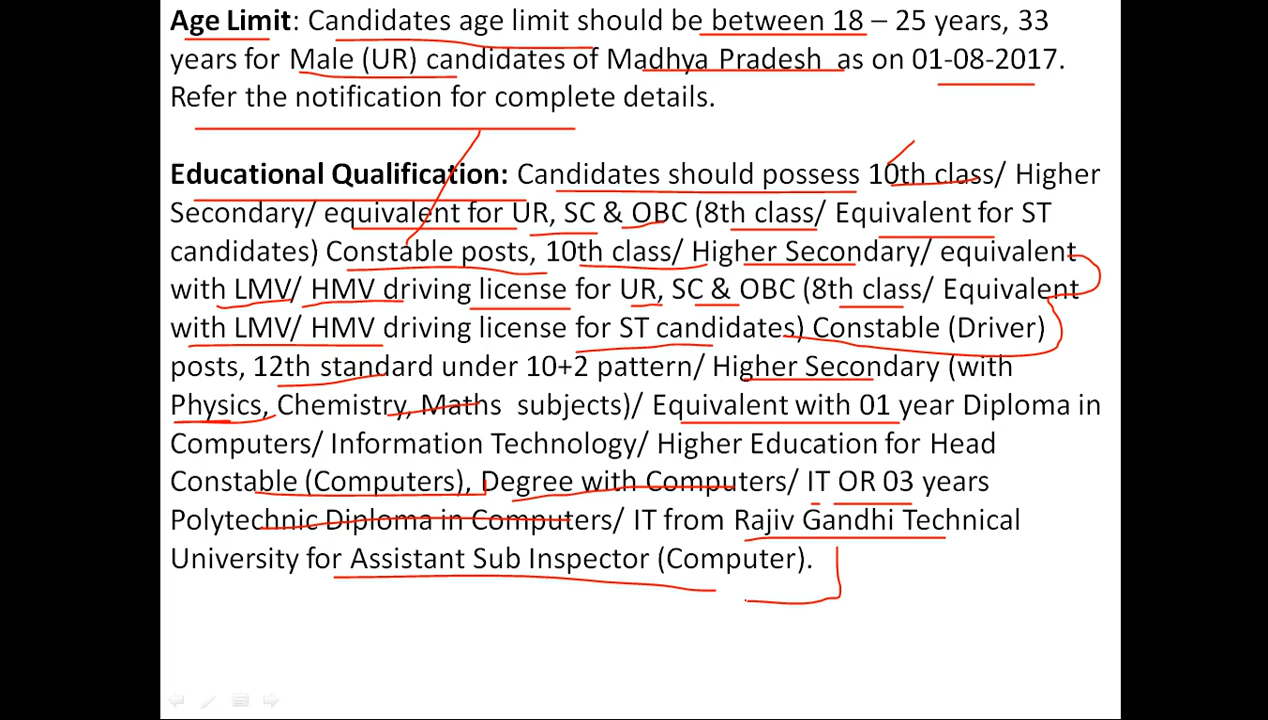 Age Limit: Candidates age limit should be between 18 – 25 years, 33
years for Male (UR) candidates of Madhya Pradesh as on 01-08-2017.
Refer the notification for complete details.
Educational Qualification: Candidates should possess 10th class/ Higher
Secondary/ equivalent for UR, SC & OBC (8th class/ Equivalent for ST
candidates) Constable posts, 10th class/ Higher Secondary/ equivalent
with LMV/ HMV driving license for UR, SC & OBC (8th class/ Equivalent
with LMV/ HMV driving license for ST candidates) Constable (Driver)
posts, 12th standard under 10+2 pattern/ Higher Secondary (with
Physics, Chemistry, Maths subjects)/ Equivalent with 01 year Diploma in
Computers/ Information Technology/ Higher Education for Head
Constable (Computers), Degree with Computers/ IT OR 03 years
Polytechnic Diploma in Computers/ IT from Rajiv Gandhi Technical
University for Assistant Sub Inspector (Computer).